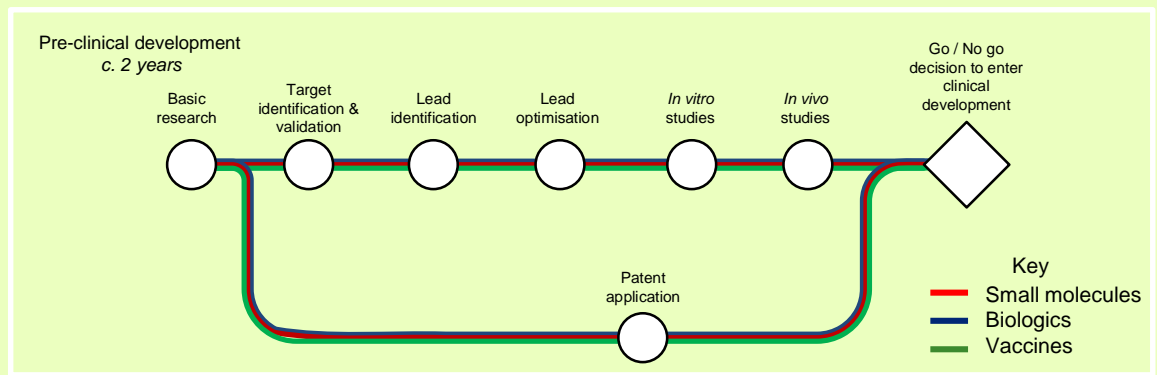 Pre-clinical development
c. 2 years
Basic
research
Target
identification &
validation
Lead
identification
Lead
optimisation
In vitro
studies
In vivo
studies
Go / No go
decision to enter
clinical
development
Patent
application
Key
Small molecules
Biologics
Vaccines